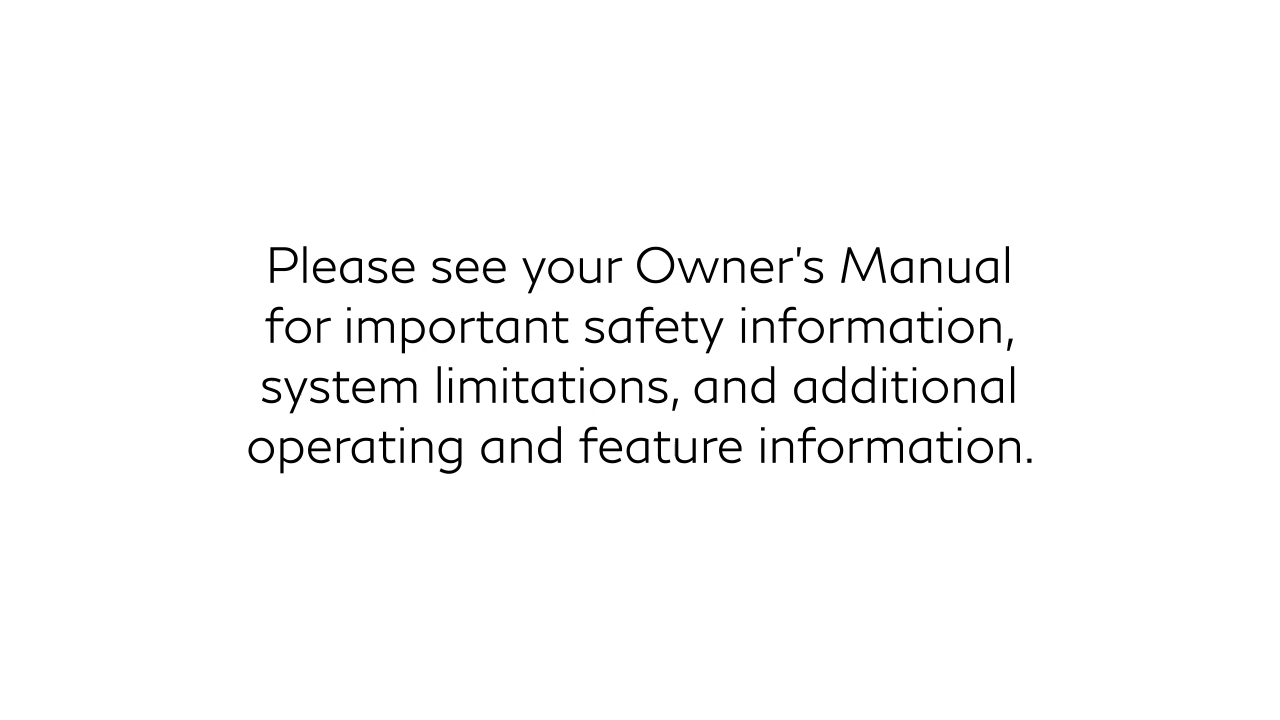 Please see your Owner's Manual
for important safety information,
system limitations, and additional
operating and feature information.